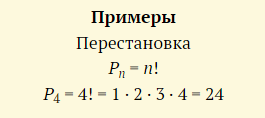 Примеры
Перестановка
Pₙ = n!
P₄ = 4! = 1 · 2 · 3 · 4 = 24